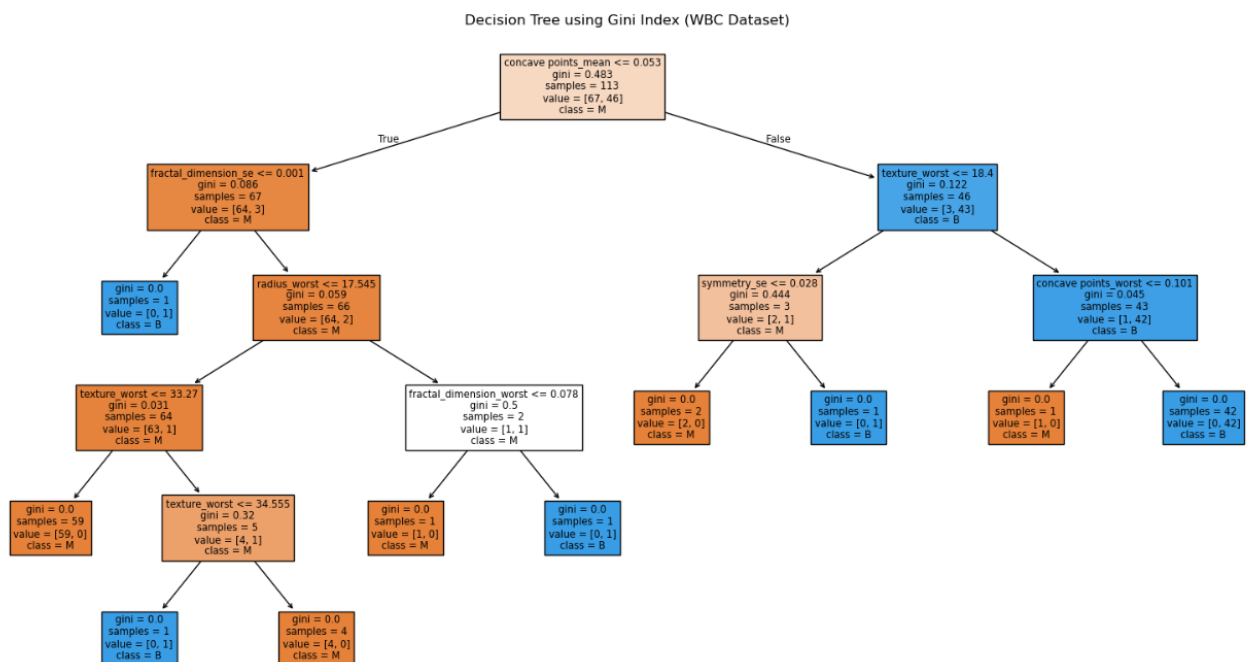 Decision Tree using Gini Index (WBC Dataset)
concave points_mean <= 0.053
gini = 0.483
samples = 113
value = [67, 46]
class = M
True
False
fractal_dimension_se <= 0.001
gini = 0.086
samples = 67
value = [64, 3]
class = M
texture_worst <= 18.4
gini = 0.122
samples = 46
value = [3, 43]
class = B
gini = 0.0
samples = 1
value = [0, 1]
class = B
radius_worst <= 17.545
gini = 0.059
samples = 66
value = [64, 2]
class = M
symmetry_se <= 0.028
gini = 0.444
samples = 3
value = [2, 1]
class = M
concave points_worst <= 0.101
gini = 0.045
samples = 43
value = [1, 42]
class = B
texture_worst <= 33.27
gini = 0.031
samples = 64
value = [63, 1]
class = M
fractal_dimension_worst <= 0.078
gini = 0.5
samples = 2
value = [1, 1]
class = M
gini = 0.0
samples = 2
value = [2, 0]
class = M
gini = 0.0
samples = 1
value = [0, 1]
class = B
gini = 0.0
samples = 1
value = [1, 0]
class = M
gini = 0.0
samples = 42
value = [0, 42]
class = B
gini = 0.0
samples = 59
value = [59, 0]
class = M
texture_worst <= 34.555
gini = 0.32
samples = 5
value = [4, 1]
class = M
gini = 0.0
samples = 1
value = [1, 0]
class = M
gini = 0.0
samples = 1
value = [0, 1]
class = B
gini = 0.0
samples = 1
value = [0, 1]
class = B
gini = 0.0
samples = 4
value = [4, 0]
class = M